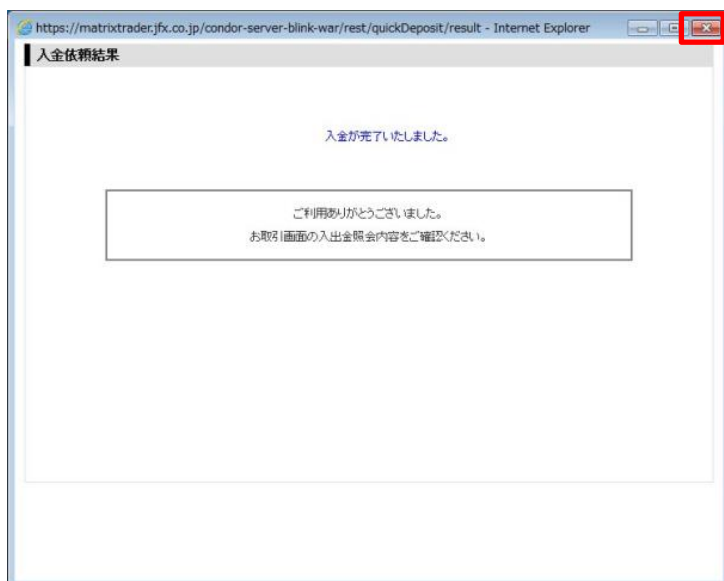 https://matrixtrader.jfx.co.jp/condor-server-blink-war/rest/quickDeposit/result - Internet Explorer
入金依頼結果
入金が完了いたしました。
ご利用ありがとうございました。
お取引画面の入出金照会内容をご確認ください。